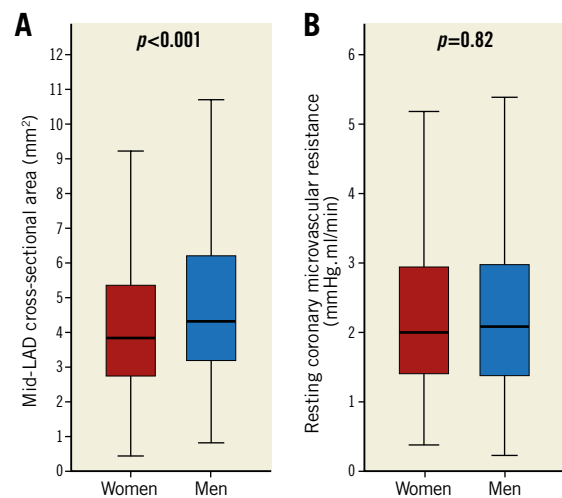 A
p<0.001
Mid-LAD cross-sectional area (mm²)
12
11
10
9
8
7
6
5
4
3
2
1
0
Women
Men
B
p=0.82
Resting coronary microvascular resistance
(mmHg.ml/min)
6
5
4
3
2
1
0
Women
Men